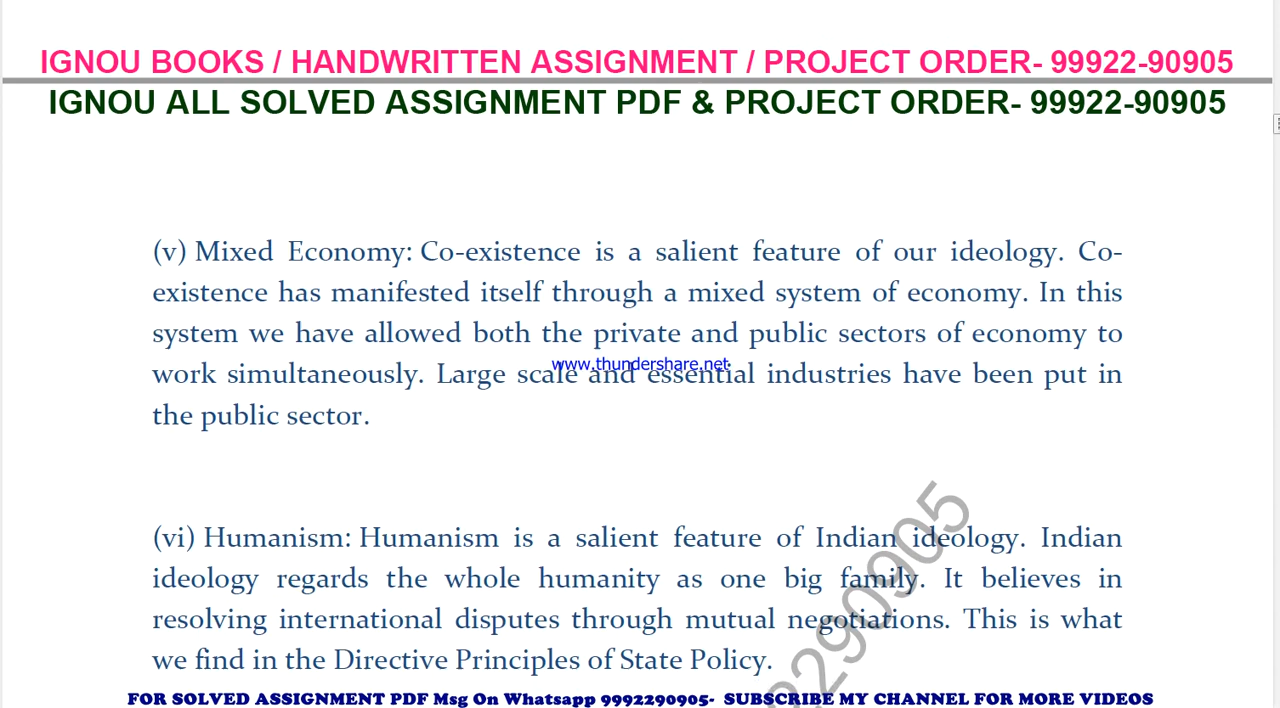 IGNOU BOOKS / HANDWRITTEN ASSIGNMENT / PROJECT ORDER- 99922-90905
IGNOU ALL SOLVED ASSIGNMENT PDF & PROJECT ORDER- 99922-90905
(v) Mixed Economy: Co-existence is a salient feature of our ideology. Co-
existence has manifested itself through a mixed system of economy. In this
system we have allowed both the private and public sectors of economy to
www.thundershare.net
work simultaneously. Large scale and essential industries have been put in
the public sector.
(vi) Humanism: Humanism is a salient feature of Indian ideology. Indian
ideology regards the whole humanity as one big family. It believes in
resolving international disputes through mutual negotiations. This is what
we find in the Directive Principles of State Policy.
2290905
FOR SOLVED ASSIGNMENT PDF Msg On Whatsapp 9992290905- SUBSCRIBE MY CHANNEL FOR MORE VIDEOS